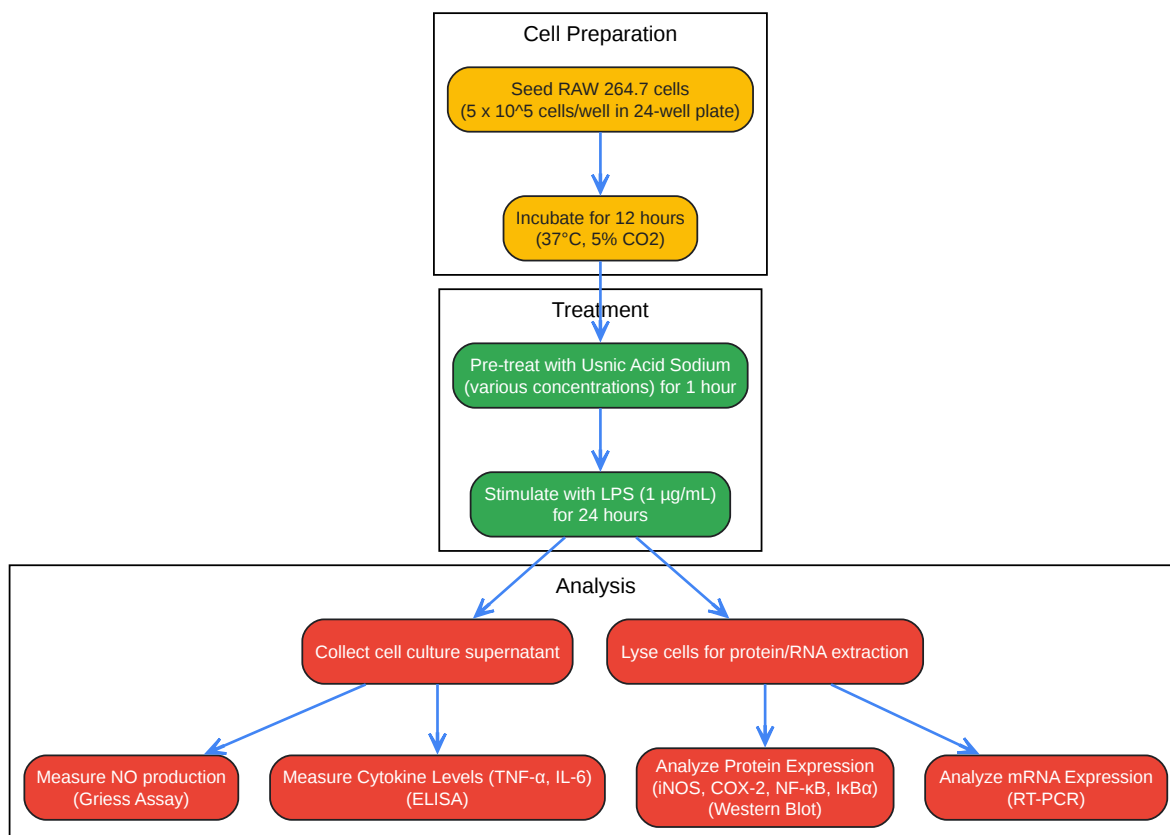 Cell Preparation
Seed RAW 264.7 cells
(5 x 10^5 cells/well in 24-well plate)
Incubate for 12 hours
(37°C, 5% CO2)
Treatment
Pre-treat with Usnic Acid Sodium
(various concentrations) for 1 hour
Stimulate with LPS (1 µg/mL)
for 24 hours
Analysis
Collect cell culture supernatant
Lyse cells for protein/RNA extraction
Measure NO production
(Griess Assay)
Measure Cytokine Levels (TNF-α, IL-6)
(ELISA)
Analyze Protein Expression
(iNOS, COX-2, NF-κB, IκBα)
(Western Blot)
Analyze mRNA Expression
(RT-PCR)